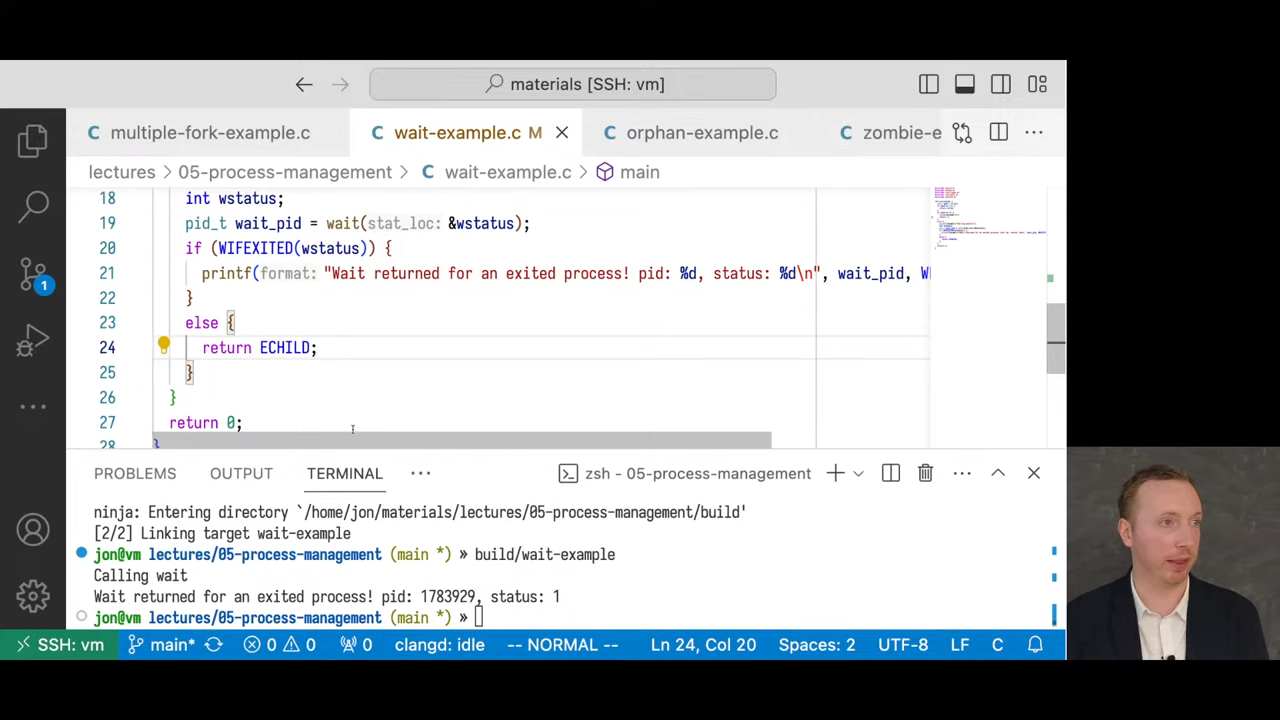 materials [SSH: vm]
multiple-fork-example.c
wait-example.c M
orphan-example.c
zombie-e
lectures > 05-process-management > C wait-example.c > main
18 int wstatus;
19 pid_t wait_pid = wait(stat_loc: &wstatus);
20 if (WIFEXITED(wstatus)) {
21 printf(format: "Wait returned for an exited process! pid: %d, status: %d\n", wait_pid, W
22 }
23 else {
24 return ECHILD;
25 }
26 }
27 return 0;
28 }
PROBLEMS OUTPUT TERMINAL ··· zsh - 05-process-management
ninja: Entering directory `/home/jon/materials/lectures/05-process-management/build'
[2/2] Linking target wait-example
jon@vm lectures/05-process-management (main *) » build/wait-example
Calling wait
Wait returned for an exited process! pid: 1783929, status: 1
jon@vm lectures/05-process-management (main *) »
SSH: vm main* 0 0 0 clangd: idle -- NORMAL -- Ln 24, Col 20 Spaces: 2 UTF-8 LF C